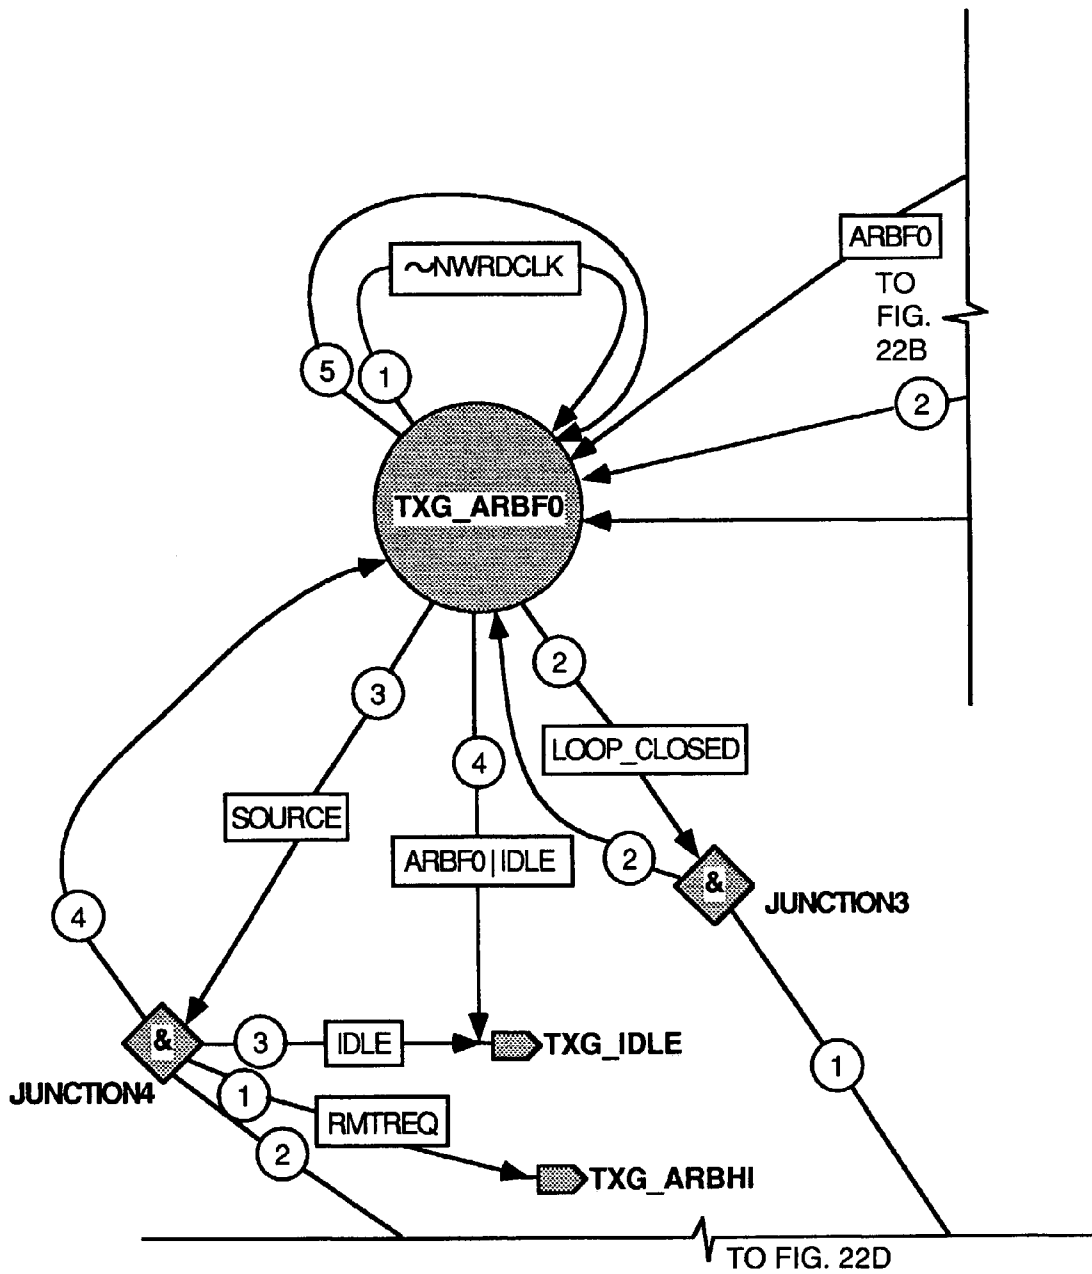 ARBF0
~NWRDCLK
TO
FIG.
22B
5
1
2
TXG_ARBF0
2
3
LOOP_CLOSED
4
SOURCE
ARBF0|IDLE
2
&
JUNCTION3
4
&
3
IDLE
TXG_IDLE
1
JUNCTION4
1
RMTREQ
2
TXG_ARBHI
TO FIG. 22D